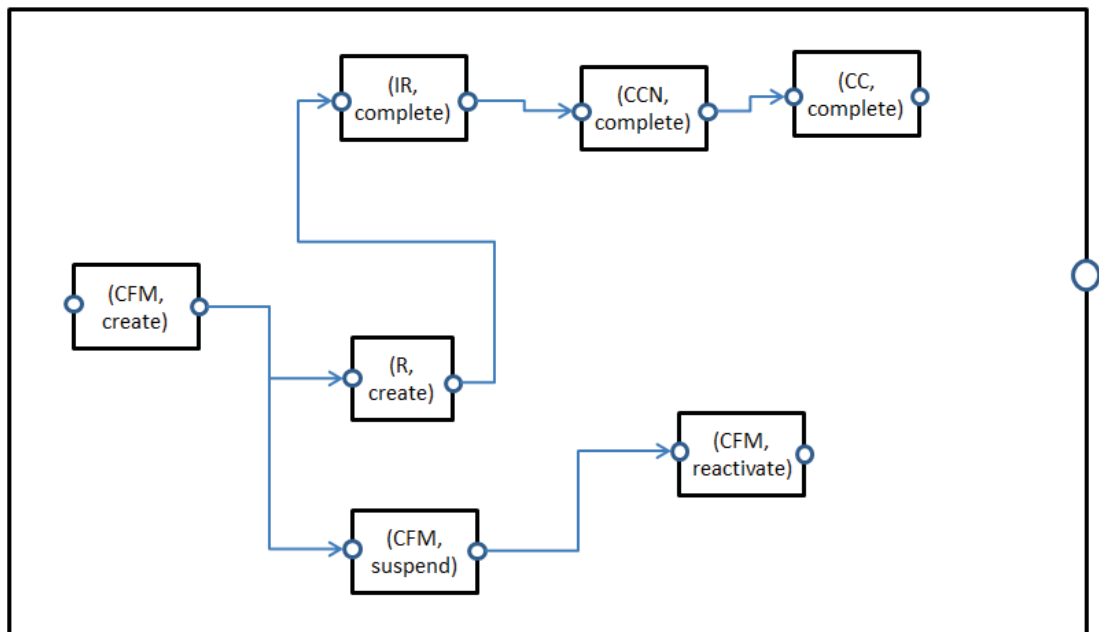 (IR,
complete)
(CCN,
complete)
(CC,
complete)
(CFM,
create)
(R,
create)
(CFM,
reactivate)
(CFM,
suspend)